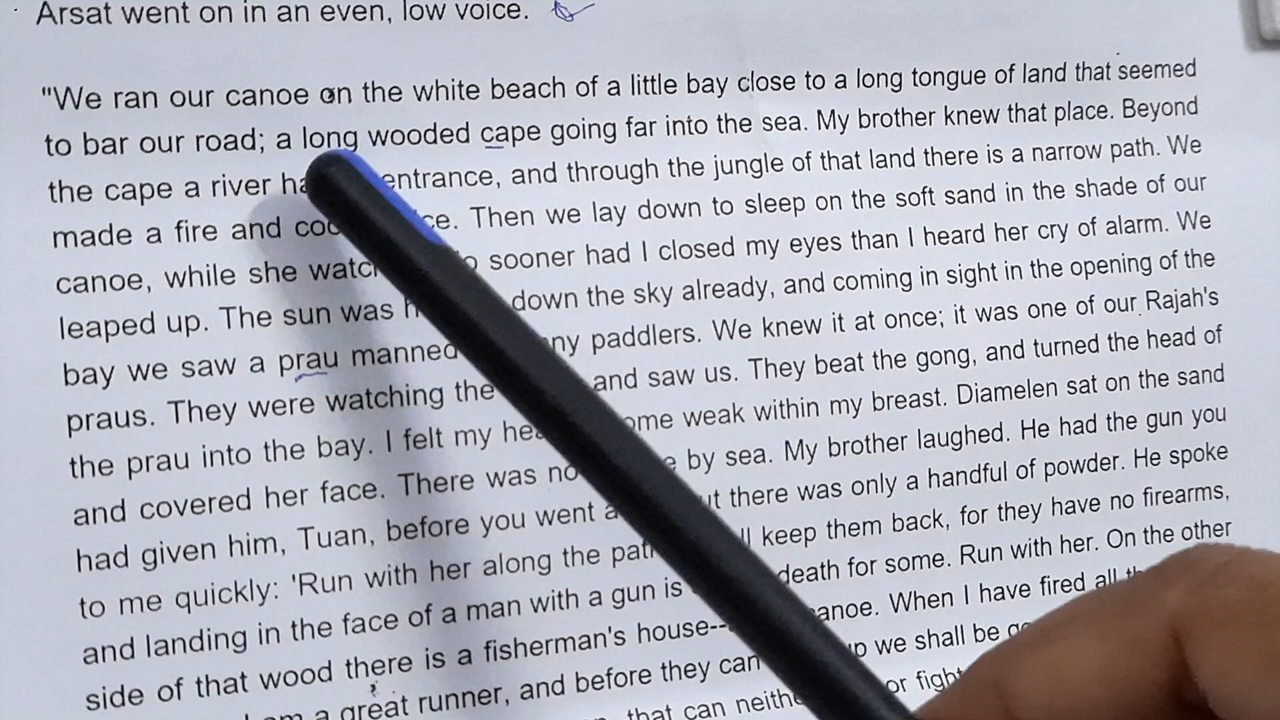 Arsat went on in an even, low voice.
"We ran our canoe on the white beach of a little bay close to a long tongue of land that seemed
to bar our road; a long wooded cape going far into the sea. My brother knew that place. Beyond
the cape a river entrance, and through the jungle of that land there is a narrow path. We
made a fire and Then we lay down to sleep on the soft sand in the shade of our
canoe, while she sooner had I closed my eyes than I heard her cry of alarm. We
leaped up. The sun was down the sky already, and coming in sight in the opening of the
bay we saw a prau manned paddlers. We knew it at once; it was one of our Rajah's
praus. They were watching the and saw us. They beat the gong, and turned the head of
the prau into the bay. I felt my weak within my breast. Diamelen sat on the sand
and covered her face. There was no by sea. My brother laughed. He had the gun you
had given him, Tuan, before you went there was only a handful of powder. He spoke
to me quickly: 'Run with her along the keep them back, for they have no firearms,
and landing in the face of a man with a gun is death for some. Run with her. On the other
side of that wood there is a fisherman's house-- When I have fired all
am a great runner, and before they can we shall be
that can or